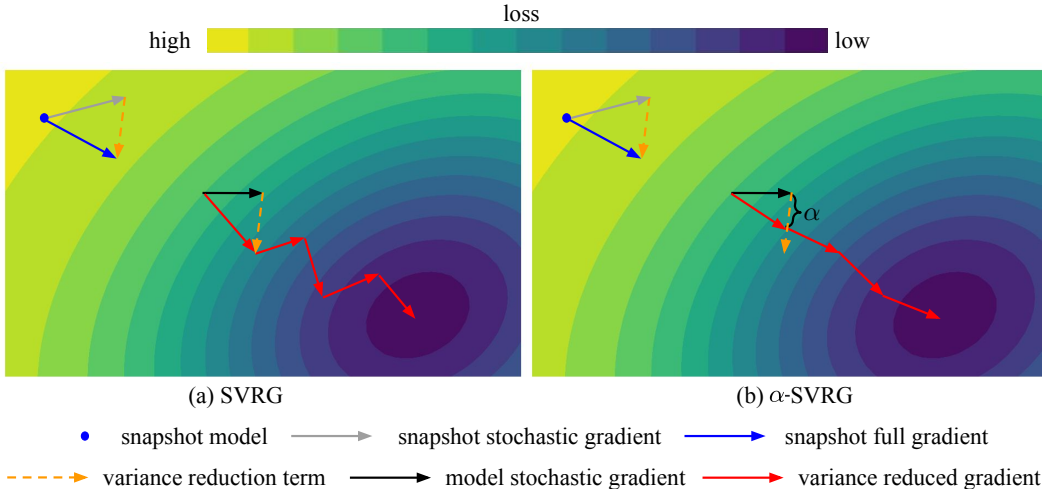 loss
high low
α
(a) SVRG (b) α-SVRG
snapshot model snapshot stochastic gradient snapshot full gradient
variance reduction term model stochastic gradient variance reduced gradient